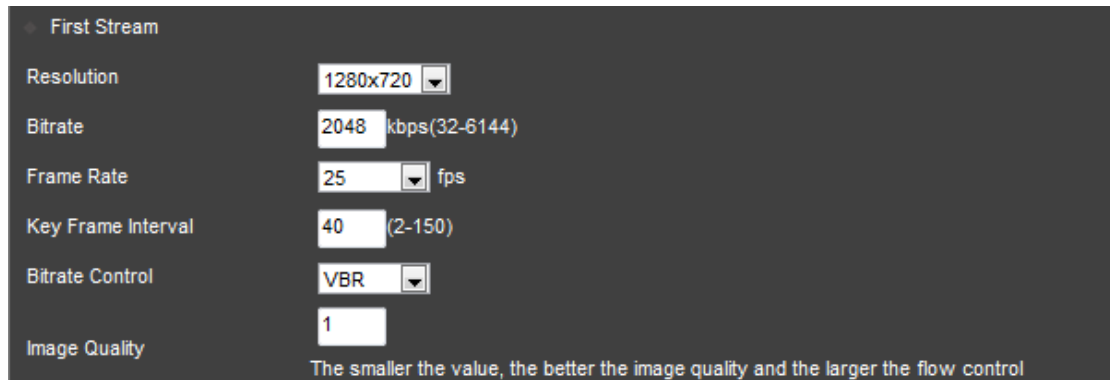 First Stream
Resolution 1280x720
Bitrate 2048 kbps(32-6144)
Frame Rate 25 fps
Key Frame Interval 40 (2-150)
Bitrate Control VBR
Image Quality 1
The smaller the value, the better the image quality and the larger the flow control